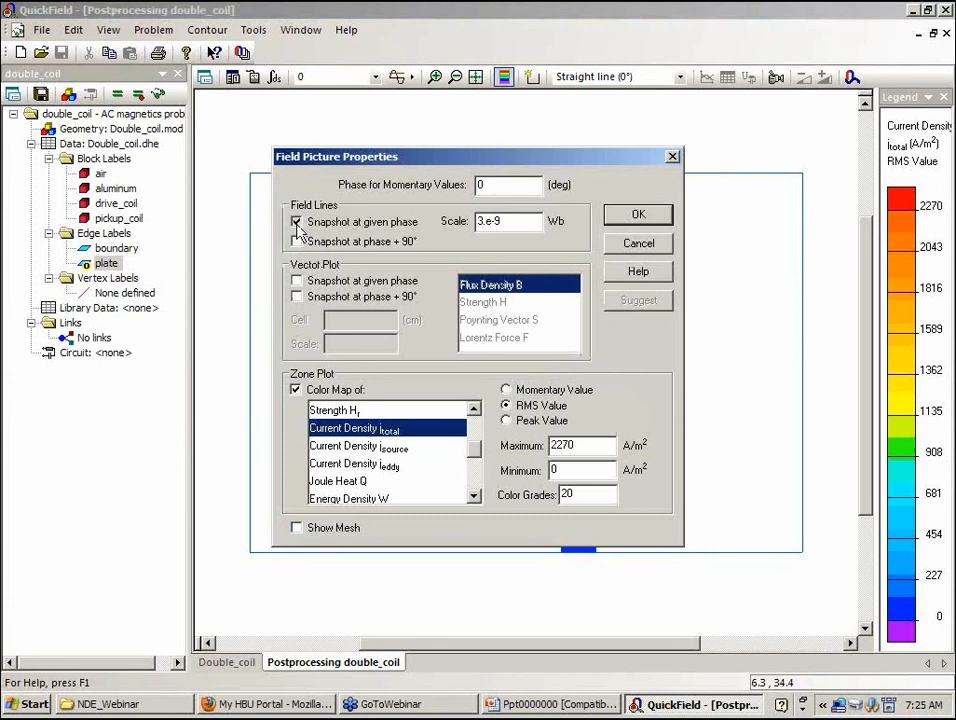 QuickField - [Postprocessing double_coil]
File Edit View Problem Contour Tools Window Help
double_coil
0
Straight line (0°)
double_coil - AC magnetics prob
Geometry: Double_coil.mod
Data: Double_coil.dhe
Block Labels
air
aluminum
drive_coil
pickup_coil
Edge Labels
boundary
plate
Vertex Labels
None defined
Library Data: <none>
Links
No links
Circuit: <none>
Field Picture Properties
Phase for Momentary Values: 0 (deg)
Field Lines
Snapshot at given phase Scale: 3.e-9 Wb
Snapshot at phase + 90°
Vector Plot
Snapshot at given phase
Snapshot at phase + 90°
Cell: (cm)
Scale:
Flux Density B
Strength H
Poynting Vector S
Lorentz Force F
OK
Cancel
Help
Suggest
Zone Plot
Color Map of:
Strength Hr
Current Density jtotal
Current Density jsource
Current Density jeddy
Joule Heat Q
Energy Density W
Momentary Value
RMS Value
Peak Value
Maximum: 2270 A/m²
Minimum: 0 A/m²
Color Grades: 20
Show Mesh
Legend
Current Density
jtotal (A/m²)
RMS Value
2270
2043
1816
1589
1362
1135
908
681
454
227
0
Double_coil Postprocessing double_coil
For Help, press F1
6.3 , 34.4
Start NDE_Webinar My HBU Portal - Mozilla... GoToWebinar Ppt0000000 [Compatib... QuickField - [Postpr... 7:25 AM